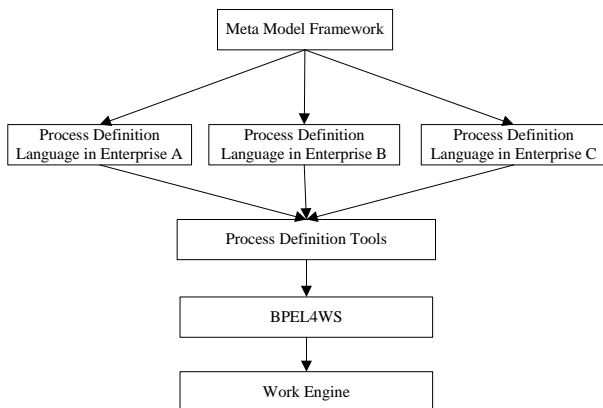 Meta Model Framework
Process Definition
Language in Enterprise A
Process Definition
Language in Enterprise B
Process Definition
Language in Enterprise C
Process Definition Tools
BPEL4WS
Work Engine